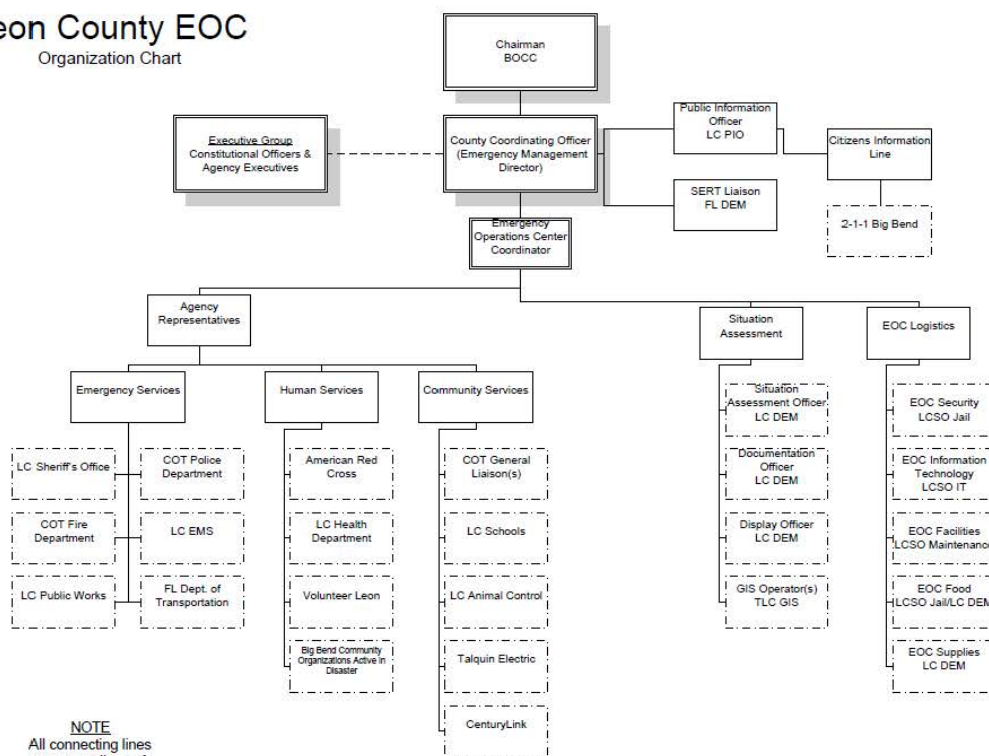 eon County EOC
Organization Chart
Chairman
BOCC
Executive Group
Constitutional Officers &
Agency Executives
County Coordinating Officer
(Emergency Management
Director)
Public Information
Officer
LC PIO
Citizens Information
Line
SERT Liaison
FL DEM
2-1-1 Big Bend
Emergency
Operations Center
Coordinator
Agency
Representatives
Situation
Assessment
EOC Logistics
Emergency Services
Human Services
Community Services
LC Sheriff's Office
COT Police
Department
COT Fire
Department
LC EMS
LC Public Works
FL Dept. of
Transportation
American Red
Cross
LC Health
Department
Volunteer Leon
Big Bend Community
Organizations Active in
Disaster
COT General
Liaison(s)
LC Schools
LC Animal Control
Talquin Electric
CenturyLink
Situation
Assessment Officer
LC DEM
Documentation
Officer
LC DEM
Display Officer
LC DEM
GIS Operator(s)
TLC GIS
EOC Security
LCSO Jail
EOC Information
Technology
LCSO IT
EOC Facilities
LCSO Maintenance
EOC Food
LCSO Jail/LC DEM
EOC Supplies
LC DEM
NOTE
All connecting lines